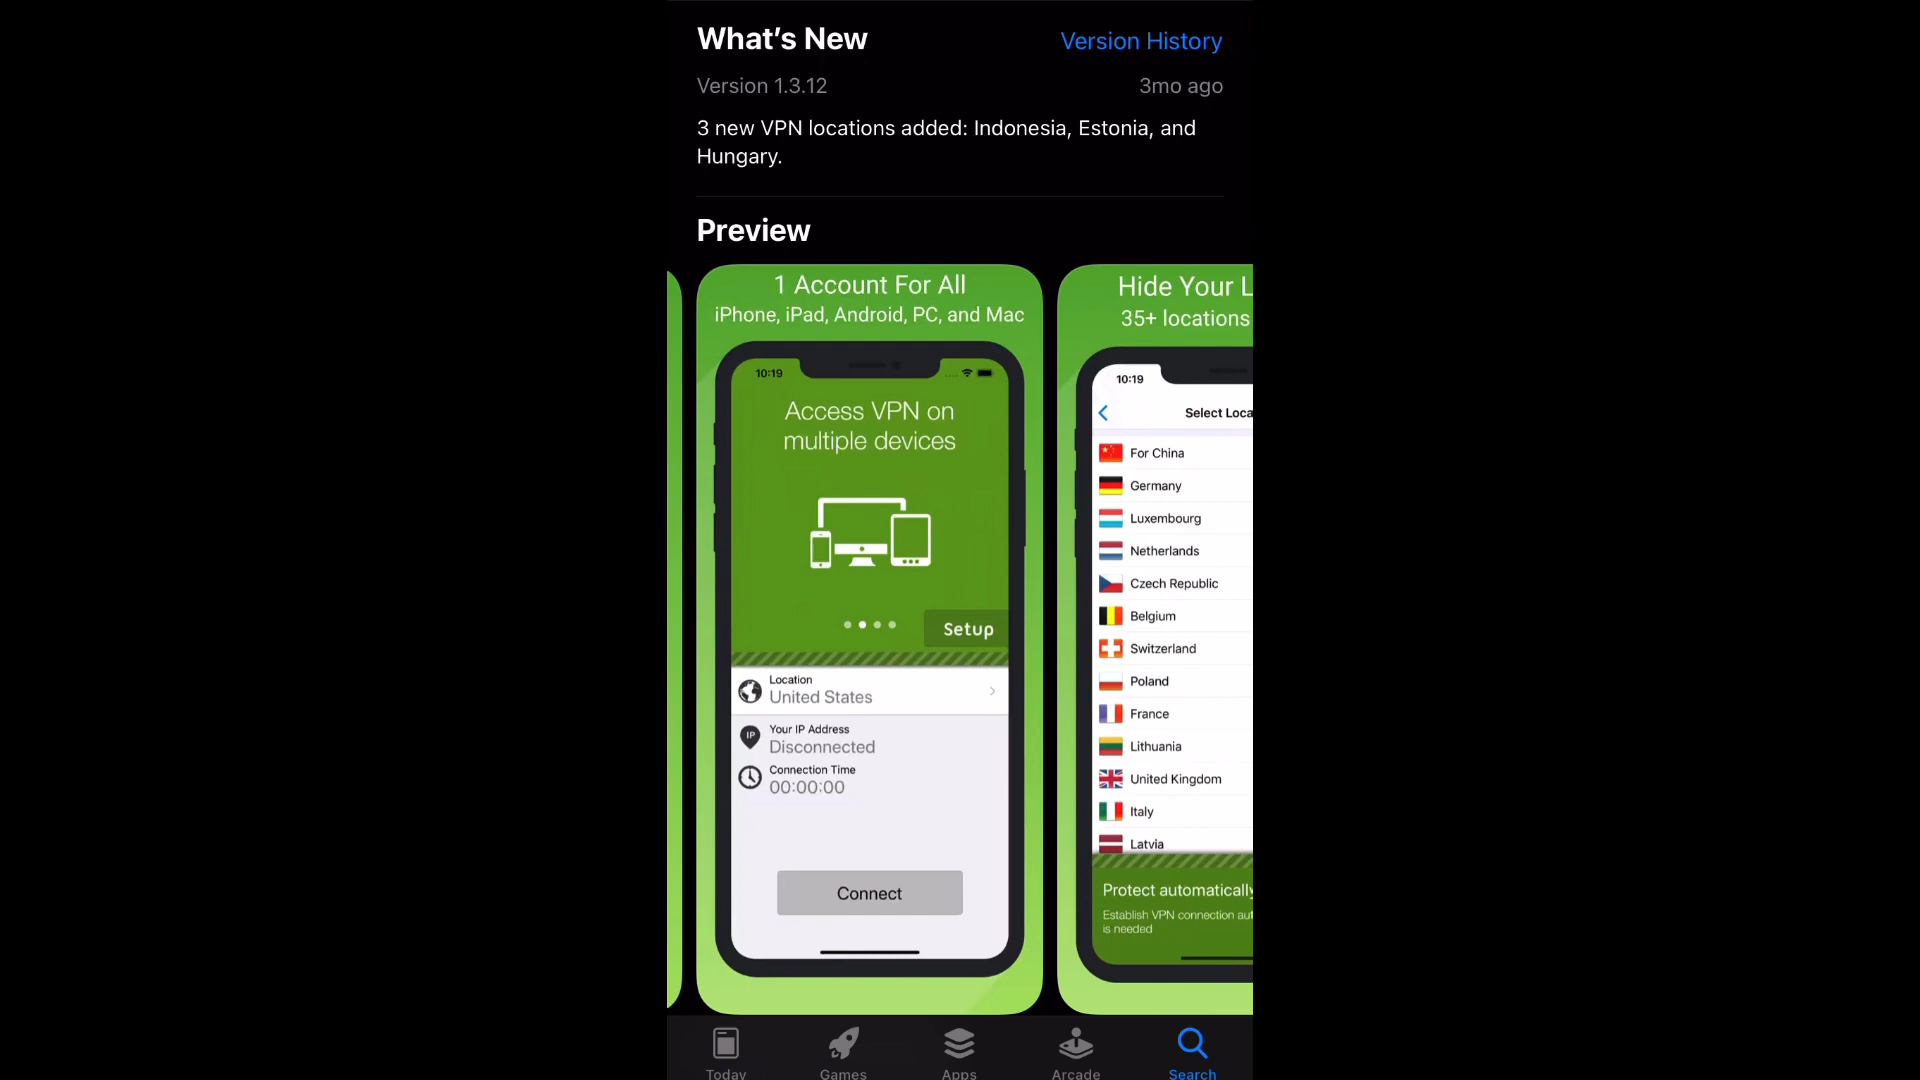 What's New
Version History
Version 1.3.12
3mo ago
3 new VPN locations added: Indonesia, Estonia, and
Hungary.
Preview
1 Account For All
iPhone, iPad, Android, PC, and Mac
10:19
Access VPN on
multiple devices
Setup
Location
United States
IP
Your IP Address
Disconnected
Connection Time
00:00:00
Connect
Hide Your L
35+ locations
10:19
Select Loca
For China
Germany
Luxembourg
Netherlands
Czech Republic
Belgium
Switzerland
Poland
France
Lithuania
United Kingdom
Italy
Latvia
Protect automatically
Establish VPN connection aut
is needed
Today
Games
Apps
Arcade
Search